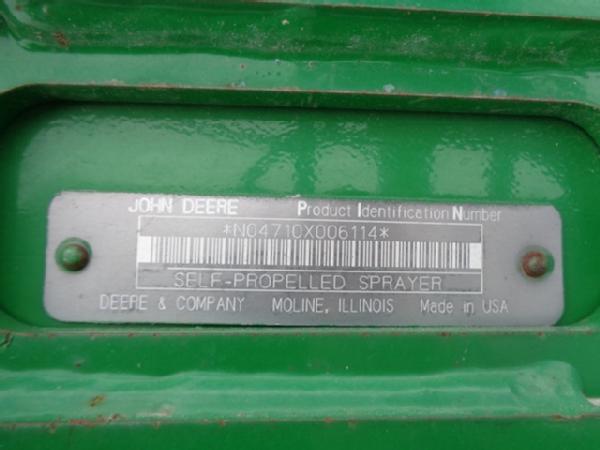 JOHN DEERE Product Identification Number
*N04710X006114*
SELF-PROPELLED SPRAYER
DEERE & COMPANY MOLINE, ILLINOIS Made in USA